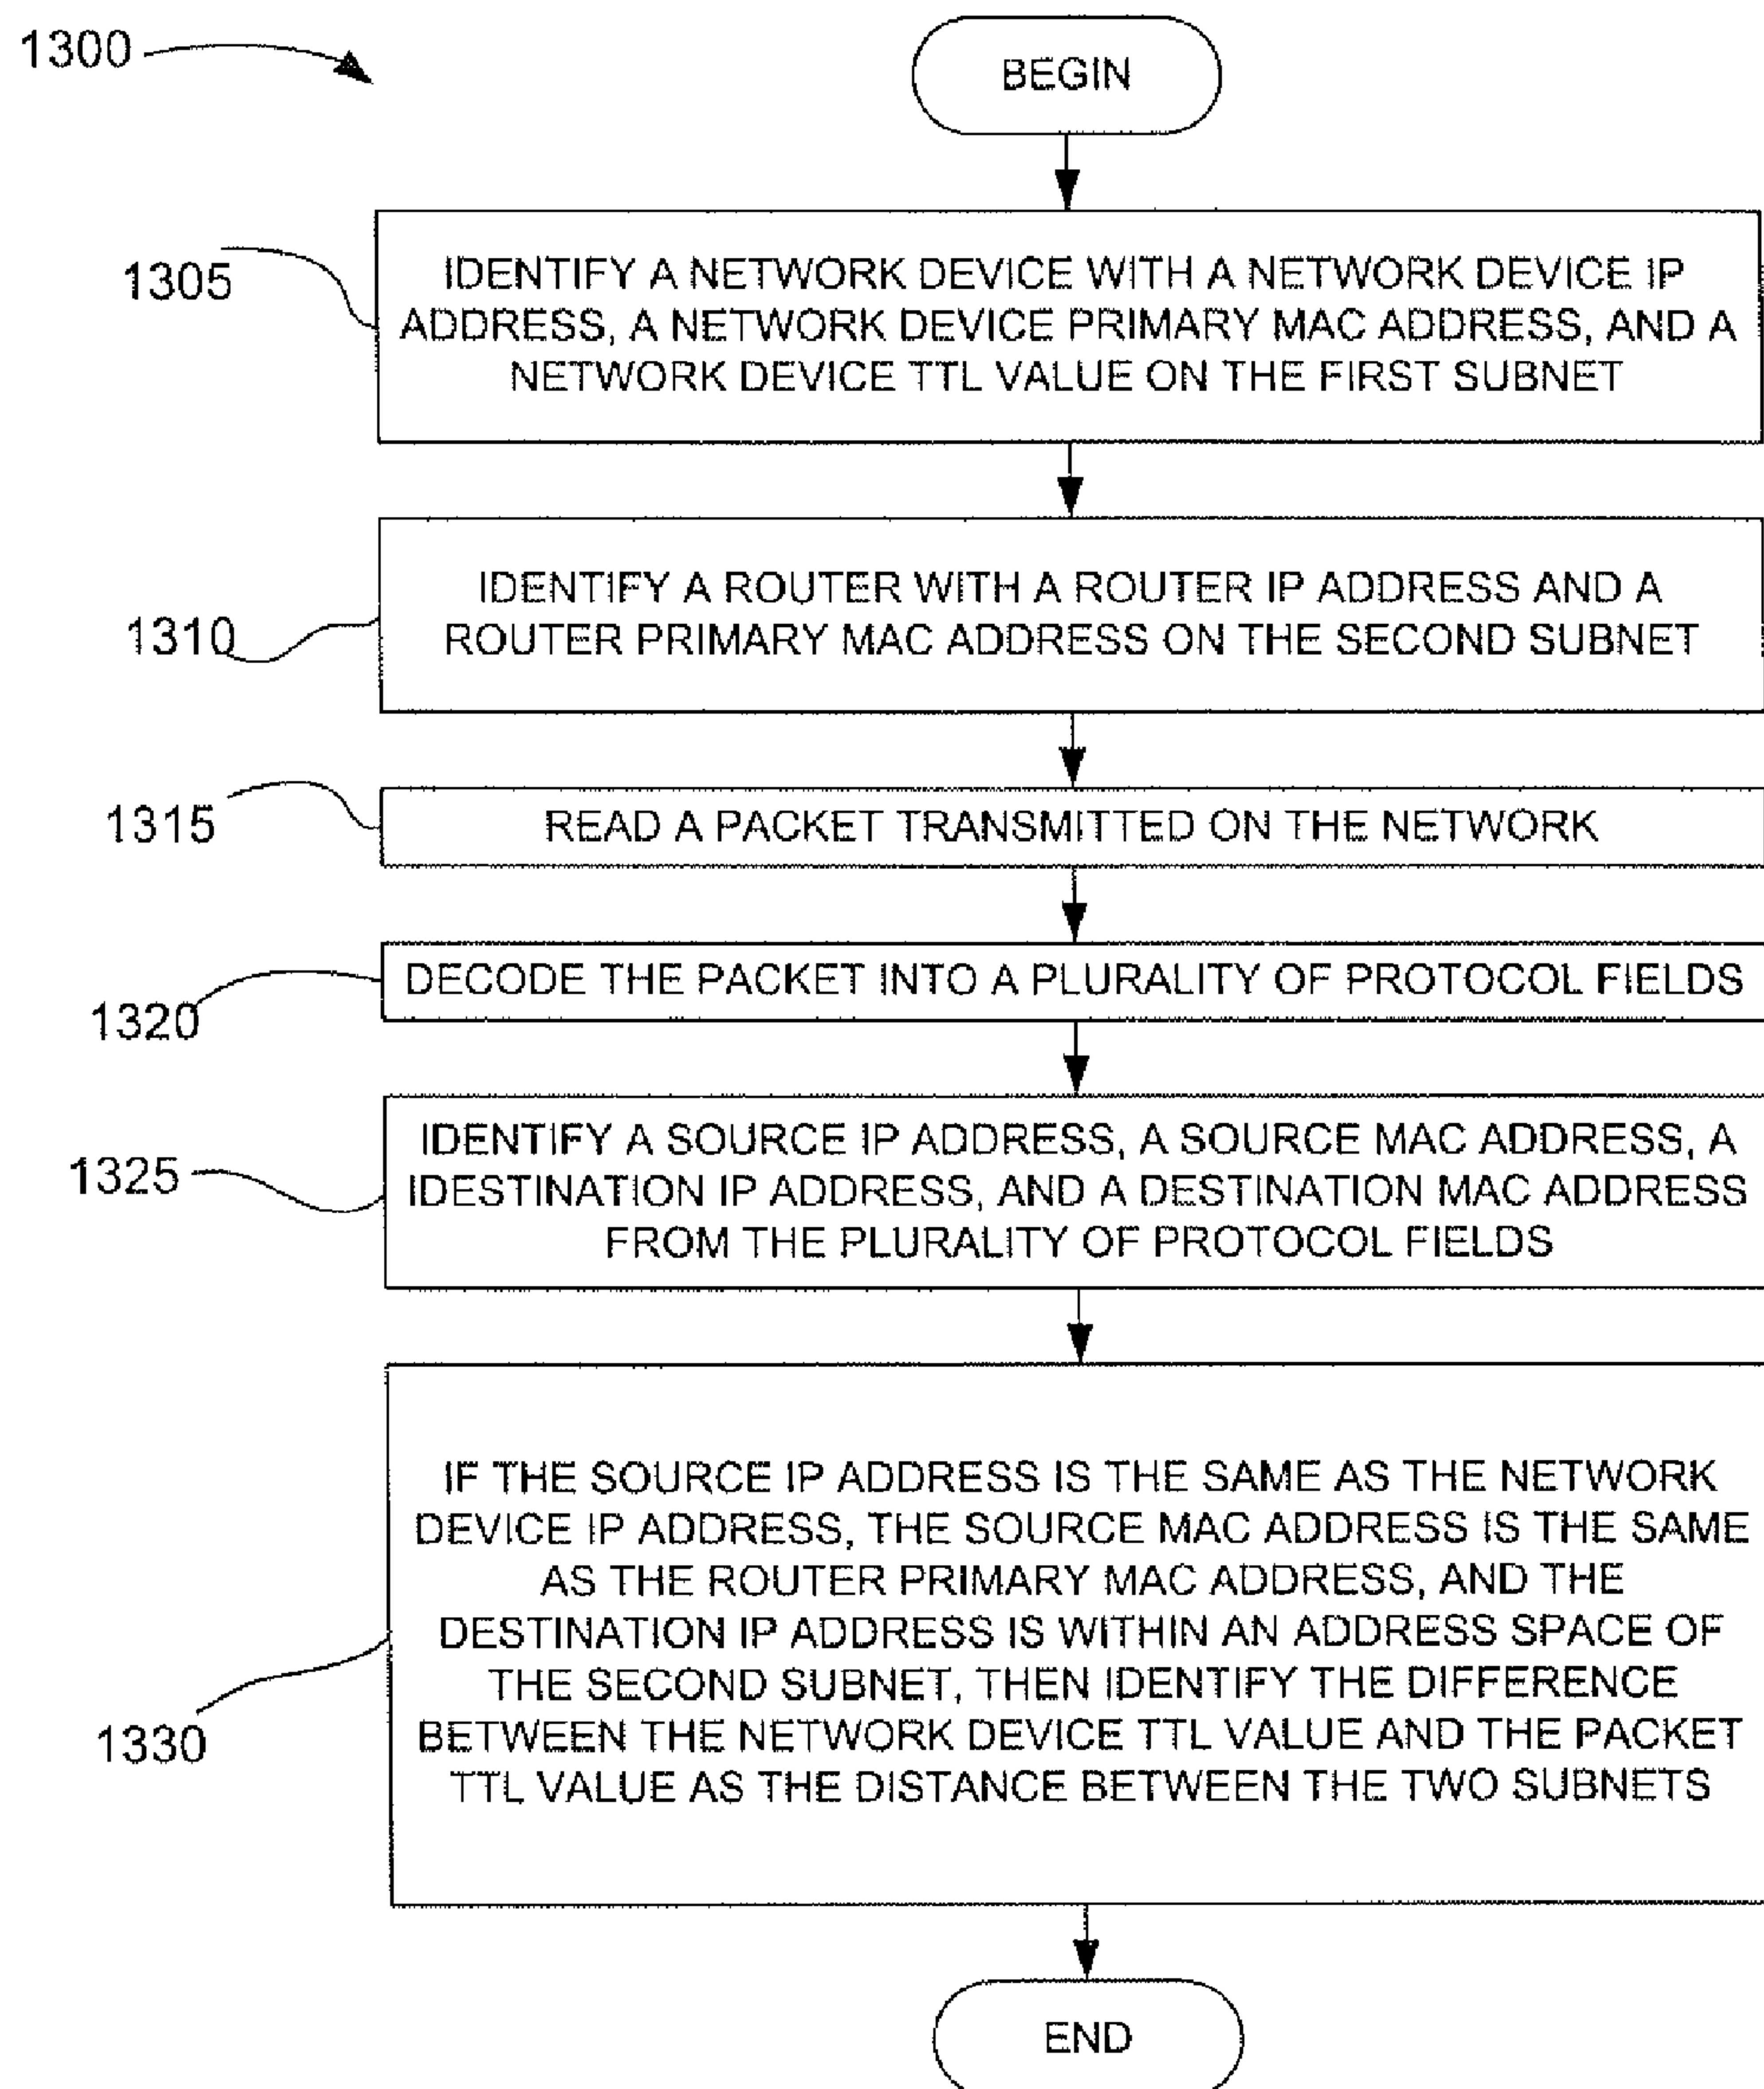 1300
BEGIN
1305
IDENTIFY A NETWORK DEVICE WITH A NETWORK DEVICE IP
ADDRESS, A NETWORK DEVICE PRIMARY MAC ADDRESS, AND A
NETWORK DEVICE TTL VALUE ON THE FIRST SUBNET
1310
IDENTIFY A ROUTER WITH A ROUTER IP ADDRESS AND A
ROUTER PRIMARY MAC ADDRESS ON THE SECOND SUBNET
1315
READ A PACKET TRANSMITTED ON THE NETWORK
1320
DECODE THE PACKET INTO A PLURALITY OF PROTOCOL FIELDS
1325
IDENTIFY A SOURCE IP ADDRESS, A SOURCE MAC ADDRESS, A
IDESTINATION IP ADDRESS, AND A DESTINATION MAC ADDRESS
FROM THE PLURALITY OF PROTOCOL FIELDS
1330
IF THE SOURCE IP ADDRESS IS THE SAME AS THE NETWORK
DEVICE IP ADDRESS, THE SOURCE MAC ADDRESS IS THE SAME
AS THE ROUTER PRIMARY MAC ADDRESS, AND THE
DESTINATION IP ADDRESS IS WITHIN AN ADDRESS SPACE OF
THE SECOND SUBNET, THEN IDENTIFY THE DIFFERENCE
BETWEEN THE NETWORK DEVICE TTL VALUE AND THE PACKET
TTL VALUE AS THE DISTANCE BETWEEN THE TWO SUBNETS
END